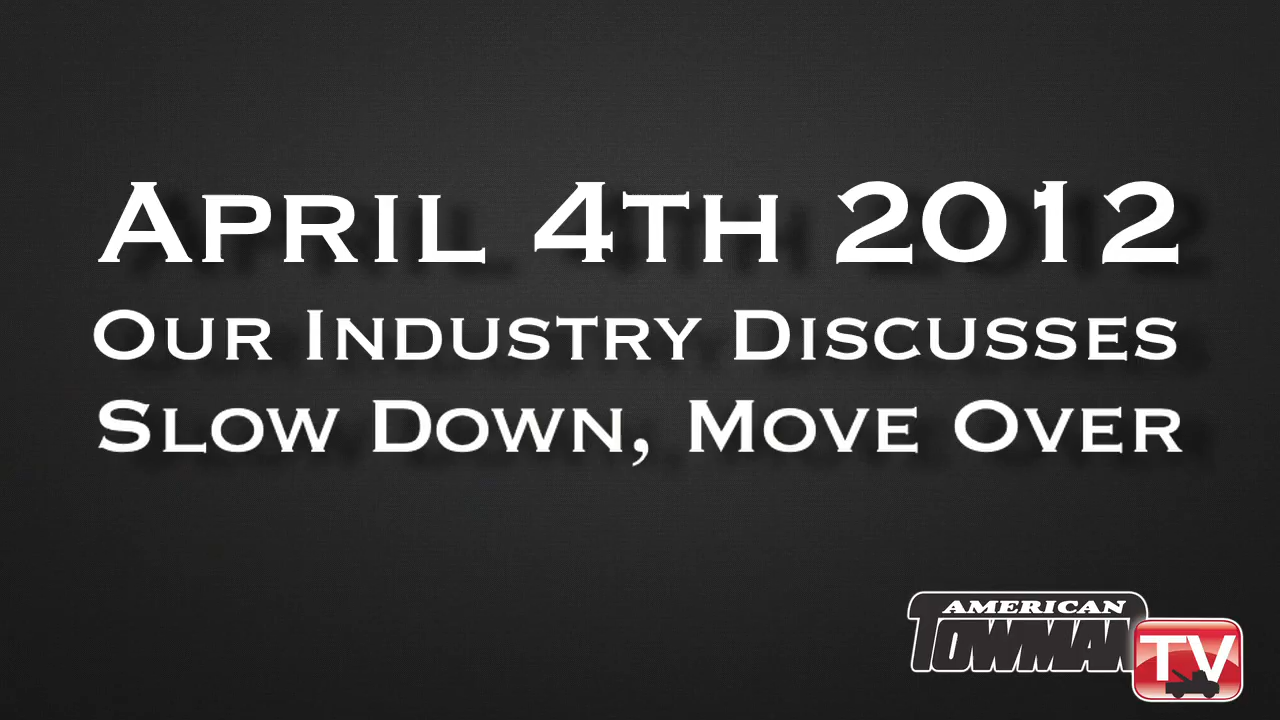 April 4th 2012
Our Industry Discusses
Slow Down, Move Over
AMERICAN
TOWMAN
TV